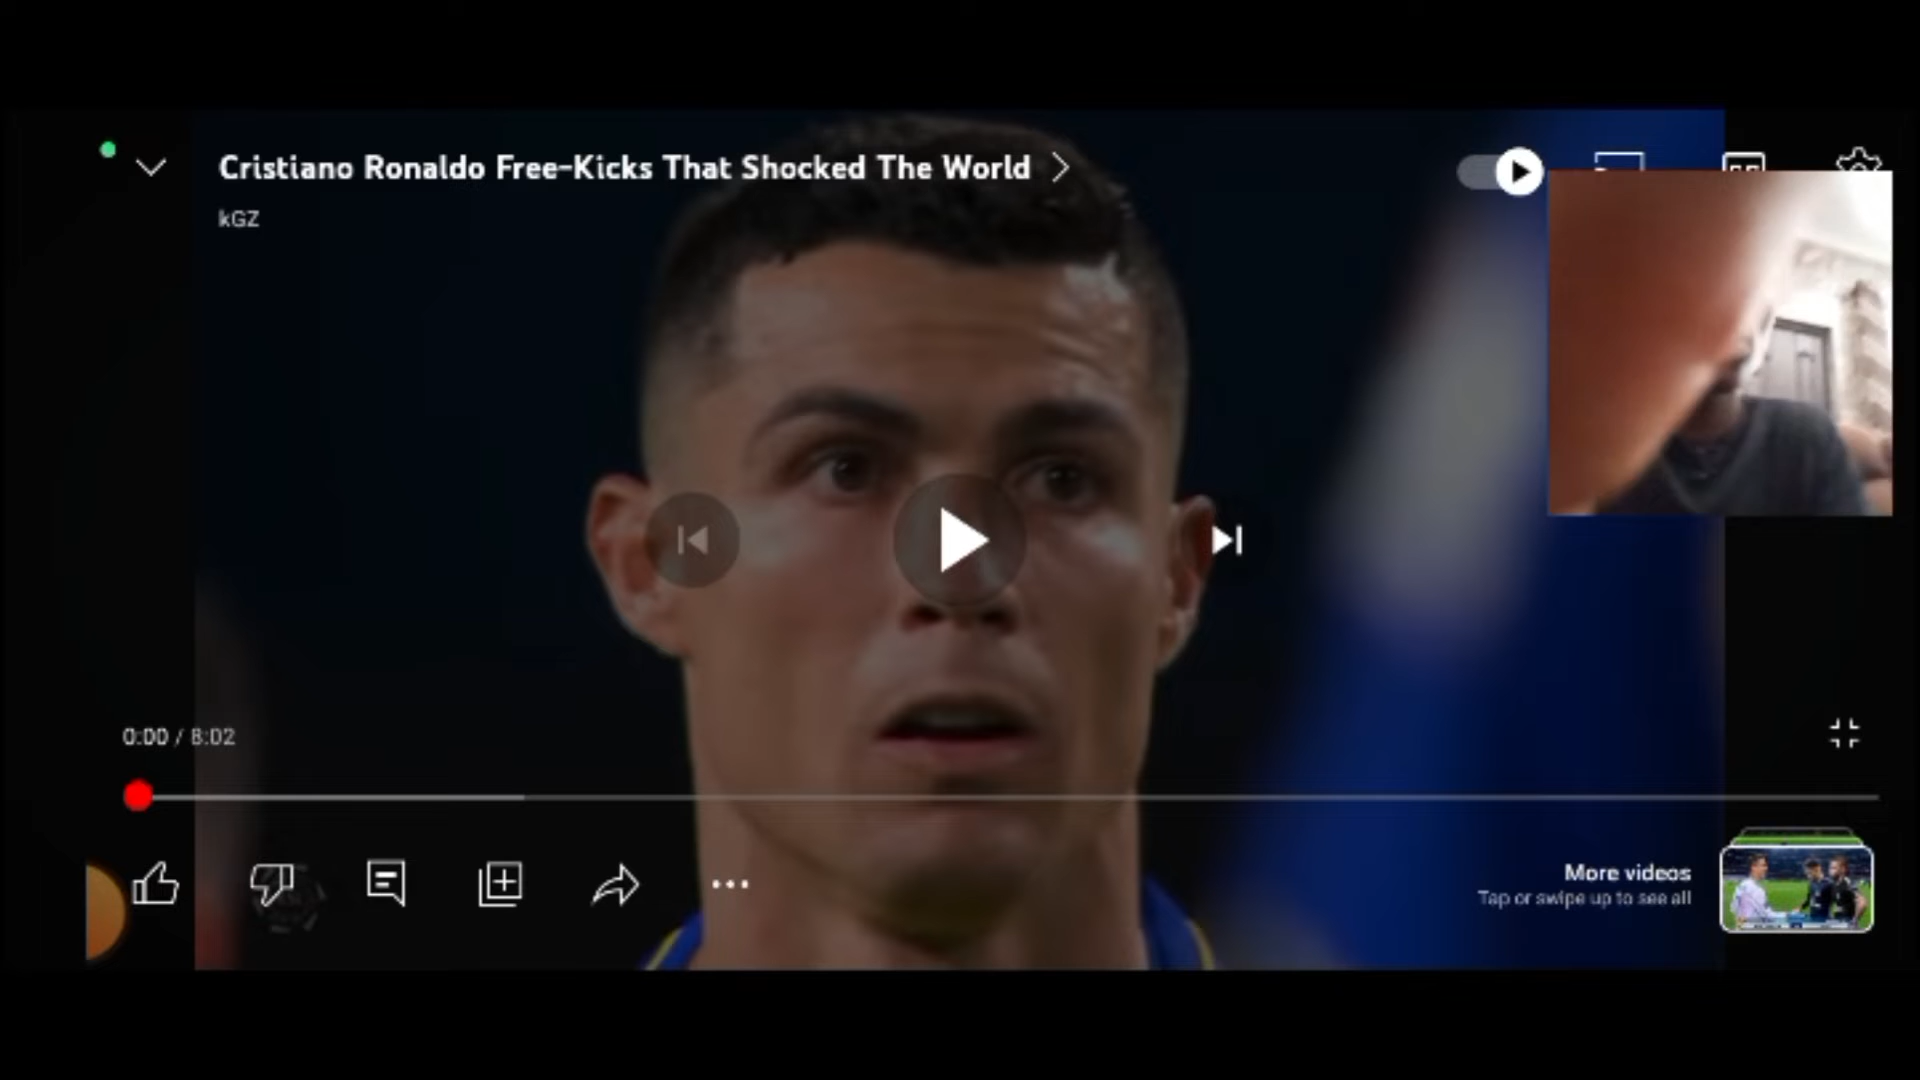 Cristiano Ronaldo Free-Kicks That Shocked The World
kGZ
0:00 / 8:02
More videos
Tap or swipe up to see all